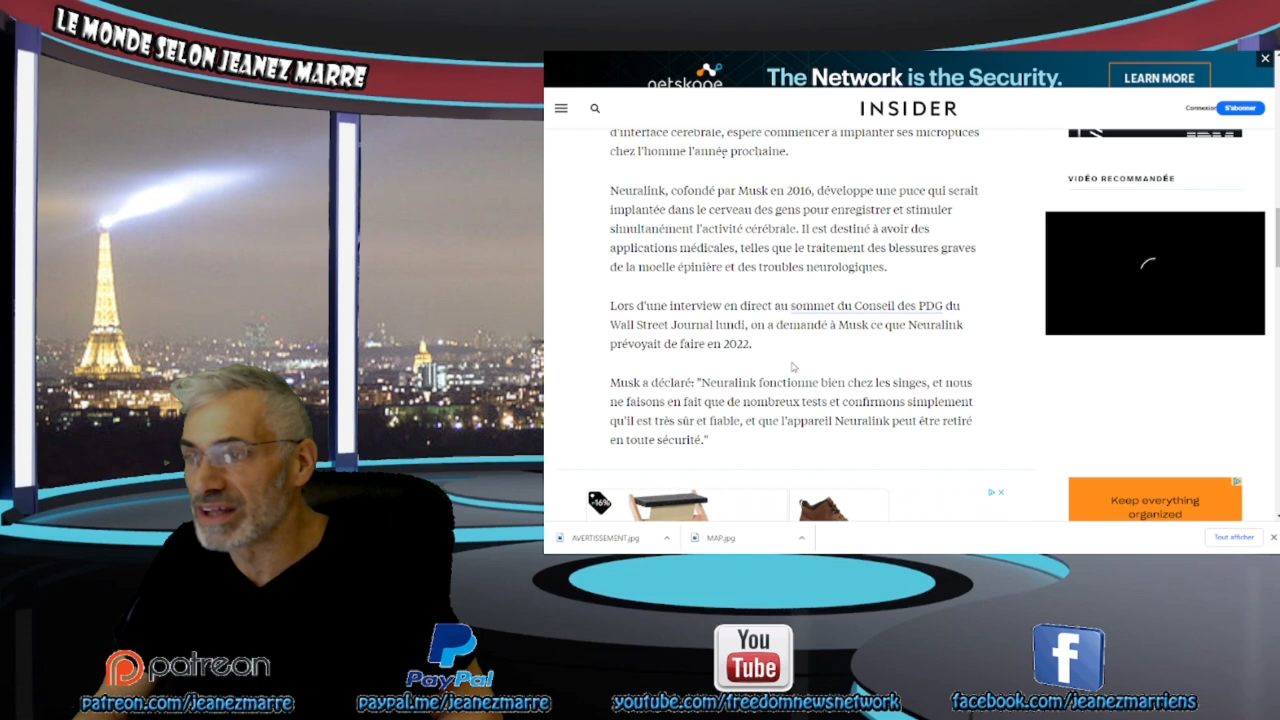 LE MONDE SELON JEANEZ MARRE
netskope
The Network is the Security.
LEARN MORE
INSIDER
Connexion
S'abonner
d'interface cérébrale, espère commencer à implanter ses micropuces
chez l'homme l'année prochaine.
VIDÉO RECOMMANDÉE
Neuralink, cofondé par Musk en 2016, développe une puce qui serait
implantée dans le cerveau des gens pour enregistrer et stimuler
simultanément l'activité cérébrale. Il est destiné à avoir des
applications médicales, telles que le traitement des blessures graves
de la moelle épinière et des troubles neurologiques.
Lors d'une interview en direct au sommet du Conseil des PDG du
Wall Street Journal lundi, on a demandé à Musk ce que Neuralink
prévoyait de faire en 2022.
Musk a déclaré: "Neuralink fonctionne bien chez les singes, et nous
ne faisons en fait que de nombreux tests et confirmons simplement
qu'il est très sûr et fiable, et que l'appareil Neuralink peut être retiré
en toute sécurité."
-16%
Keep everything
organized
AVERTISSEMENT.jpg
MAP.jpg
Tout afficher
patreon
PayPal
You
Tube
f
patreon.com/jeanezmarre
paypal.me/jeanezmarre
youtube.com/freedomnewsnetwork
facebook.com/jeanezmarriens